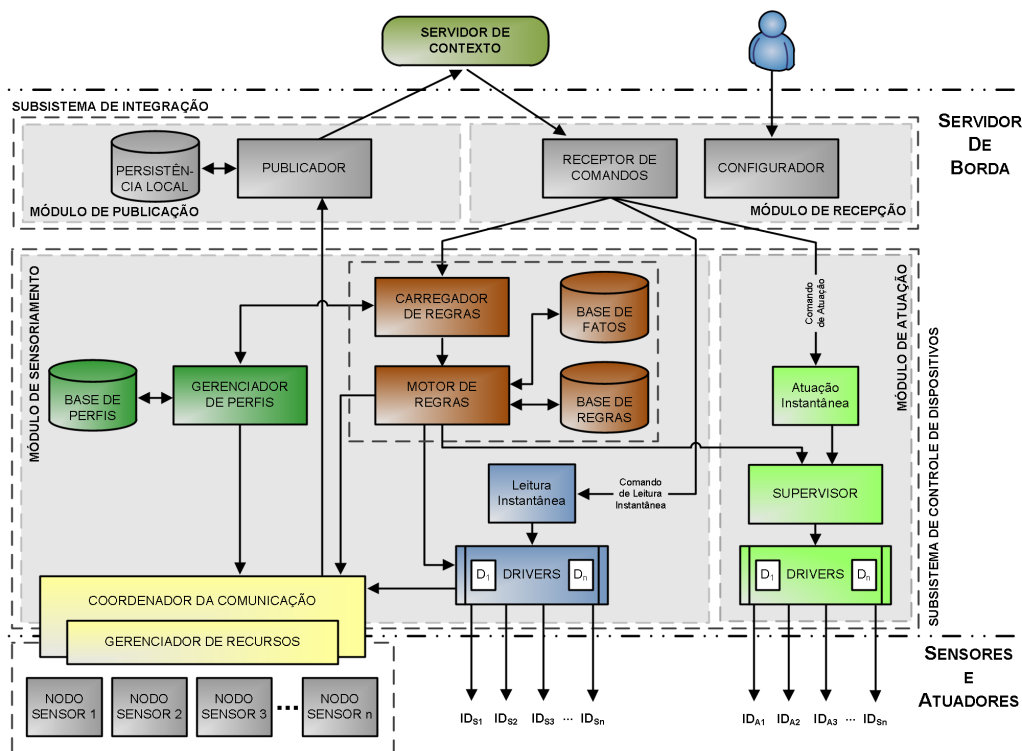 SERVIDOR DE
CONTEXTO
SUBSISTEMA DE INTEGRAÇÃO
SERVIDOR
DE
BORDA
PERSISTÊN-
CIA LOCAL
PUBLICADOR
MÓDULO DE PUBLICAÇÃO
RECEPTOR DE
COMANDOS
CONFIGURADOR
MÓDULO DE RECEPÇÃO
MÓDULO DE SENSORIAMENTO
CARREGADOR
DE REGRAS
BASE DE
FATOS
MOTOR DE
REGRAS
BASE DE
REGRAS
BASE DE
PERFIS
GERENCIADOR
DE PERFIS
Comando
de Atuação
MÓDULO DE ATUAÇÃO
SUBSISTEMA DE CONTROLE DE DISPOSITIVOS
Atuação
Instantânea
Leitura
Instantânea
Comando
de Leitura
Instantânea
SUPERVISOR
D1 DRIVERS Dn
D1 DRIVERS Dn
COORDENADOR DA COMUNICAÇÃO
GERENCIADOR DE RECURSOS
SENSORES
E
ATUADORES
NODO
SENSOR 1
NODO
SENSOR 2
NODO
SENSOR 3
...
NODO
SENSOR n
IDS1 IDS2 IDS3 ... IDSn
IDA1 IDA2 IDA3 ... IDSn